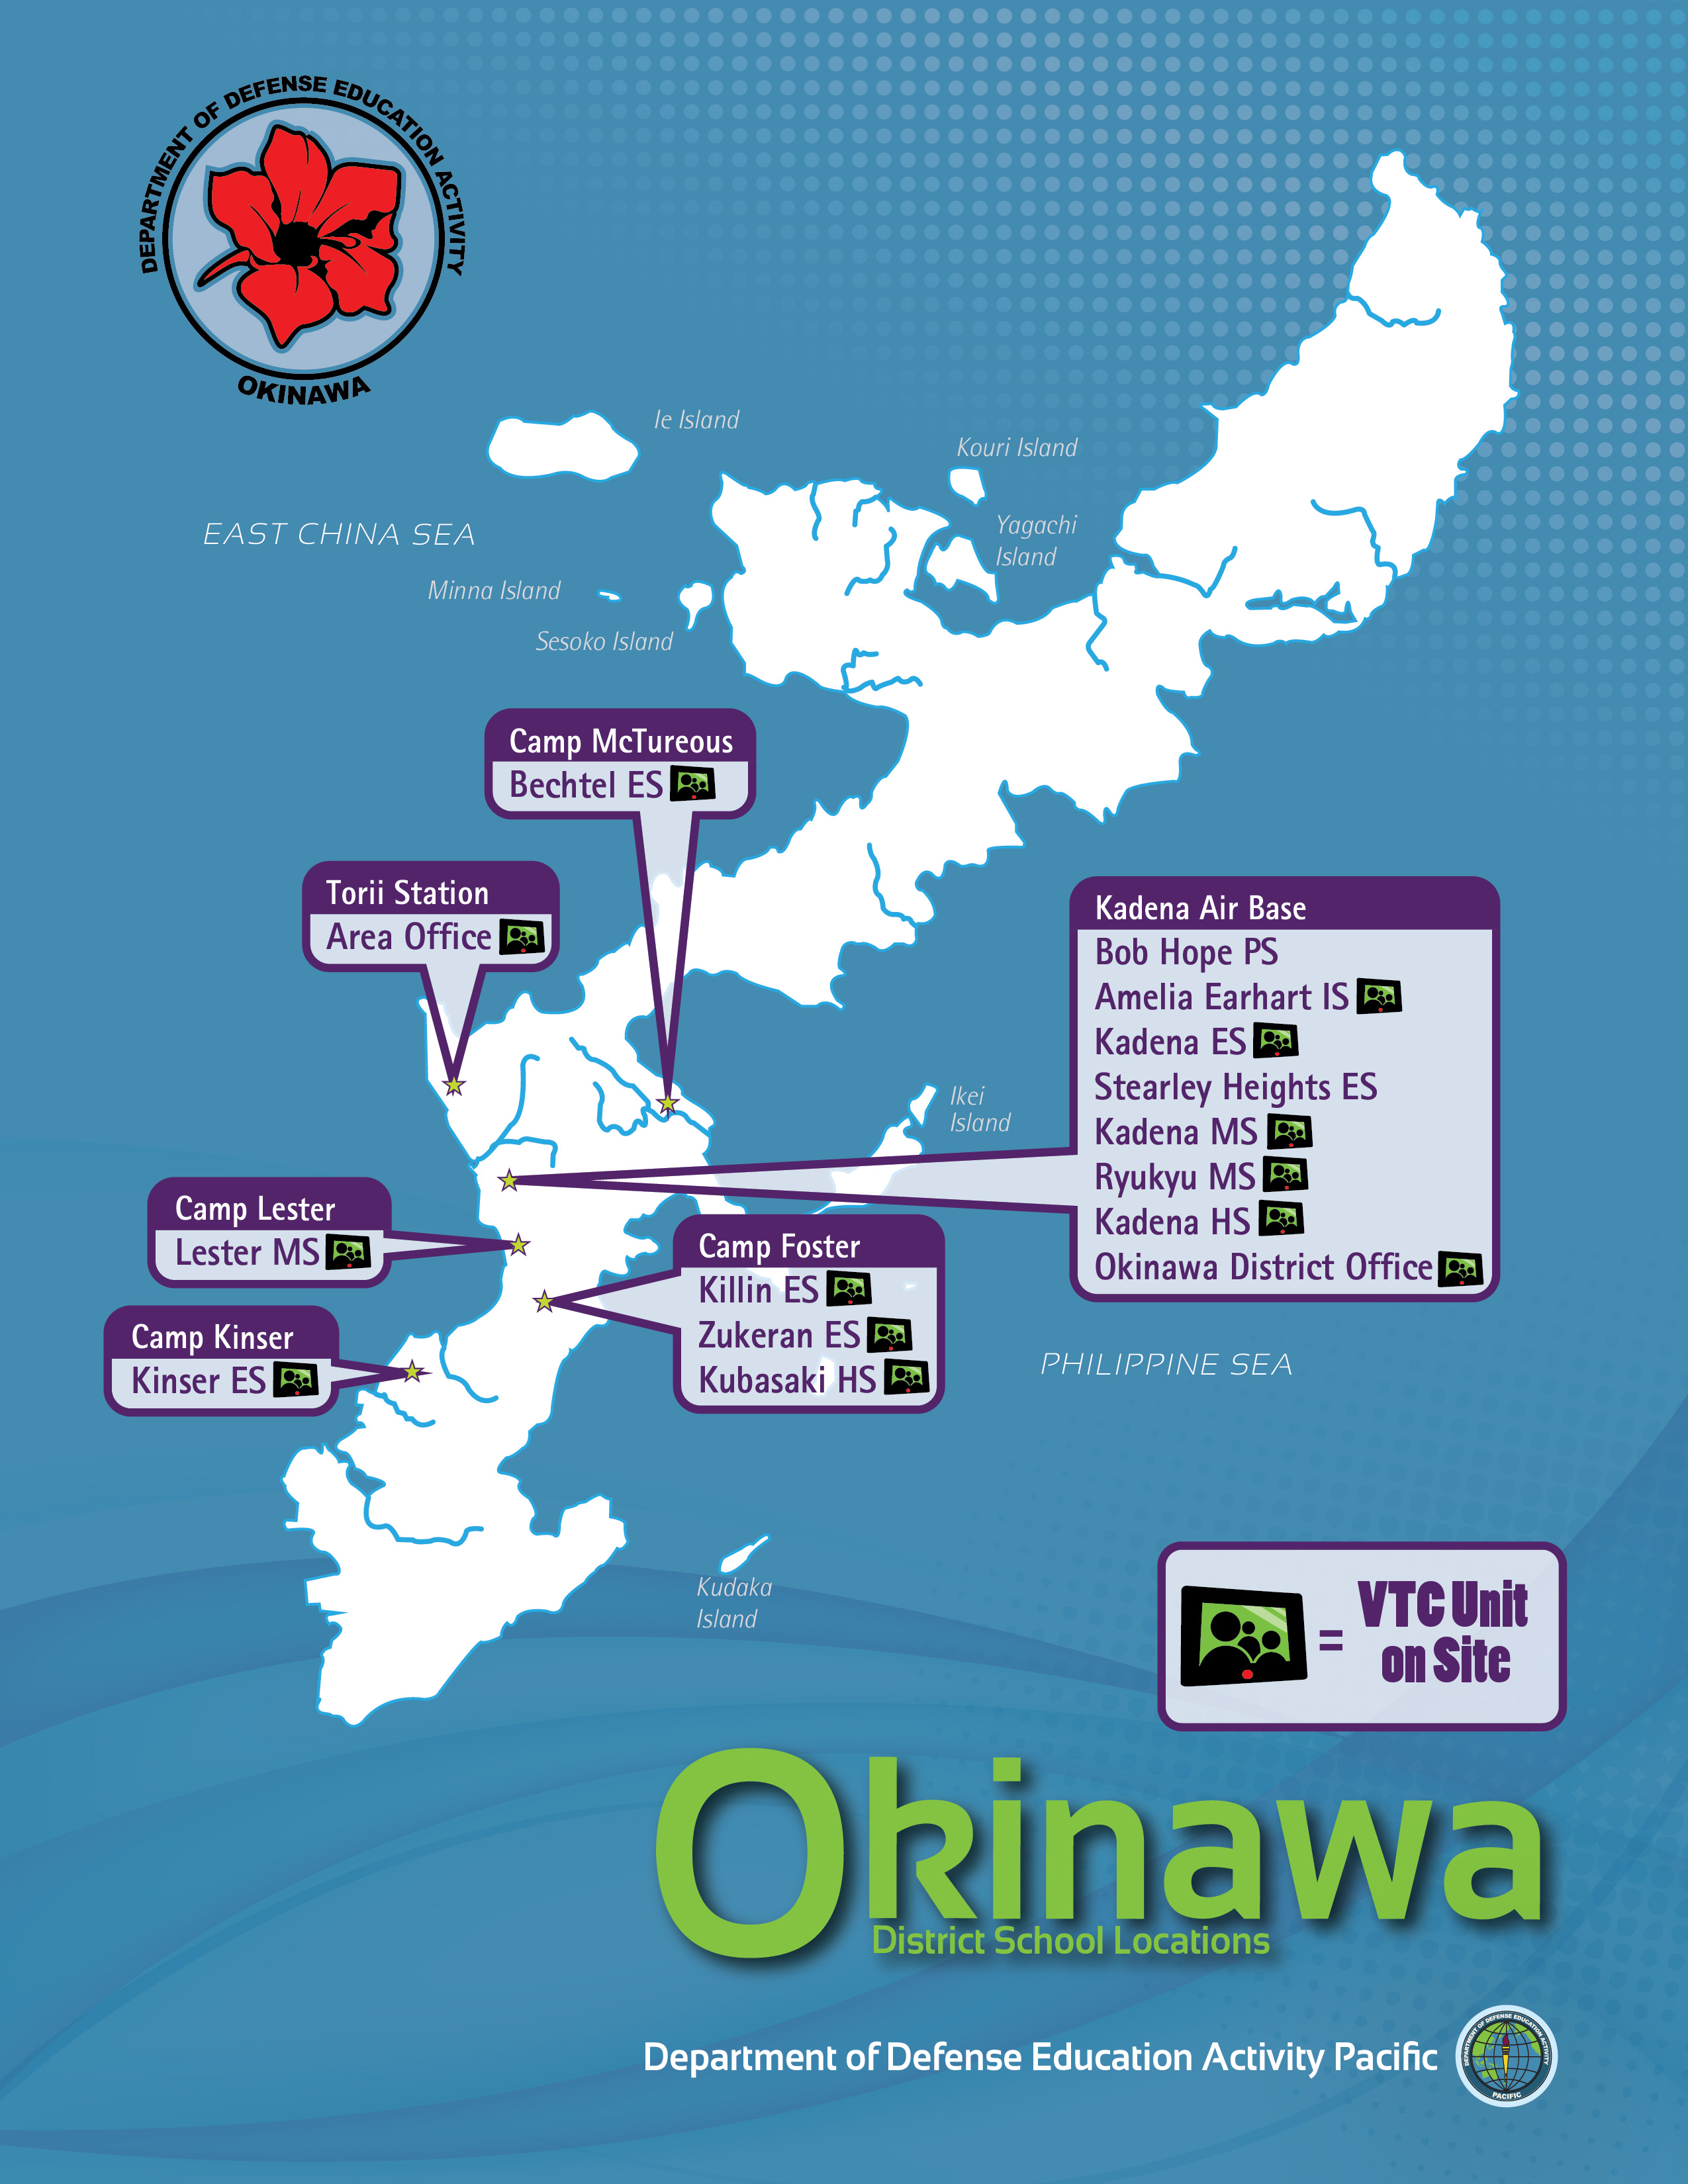 DEPARTMENT OF DEFENSE EDUCATION ACTIVITY
OKINAWA
Ie Island
Kouri Island
EAST CHINA SEA
Yagachi
Island
Minna Island
Sesoko Island
Camp McTureous
Bechtel ES
Torii Station
Area Office
Kadena Air Base
Bob Hope PS
Amelia Earhart IS
Kadena ES
Stearley Heights ES
Kadena MS
Ryukyu MS
Kadena HS
Okinawa District Office
Ikei
Island
Camp Lester
Lester MS
Camp Foster
Killin ES
Zukeran ES
Kubasaki HS
Camp Kinser
Kinser ES
PHILIPPINE SEA
Kudaka
Island
= VTC Unit
on Site
Okinawa
District School Locations
Department of Defense Education Activity Pacific
DEPARTMENT OF DEFENSE EDUCATION ACTIVITY
PACIFIC